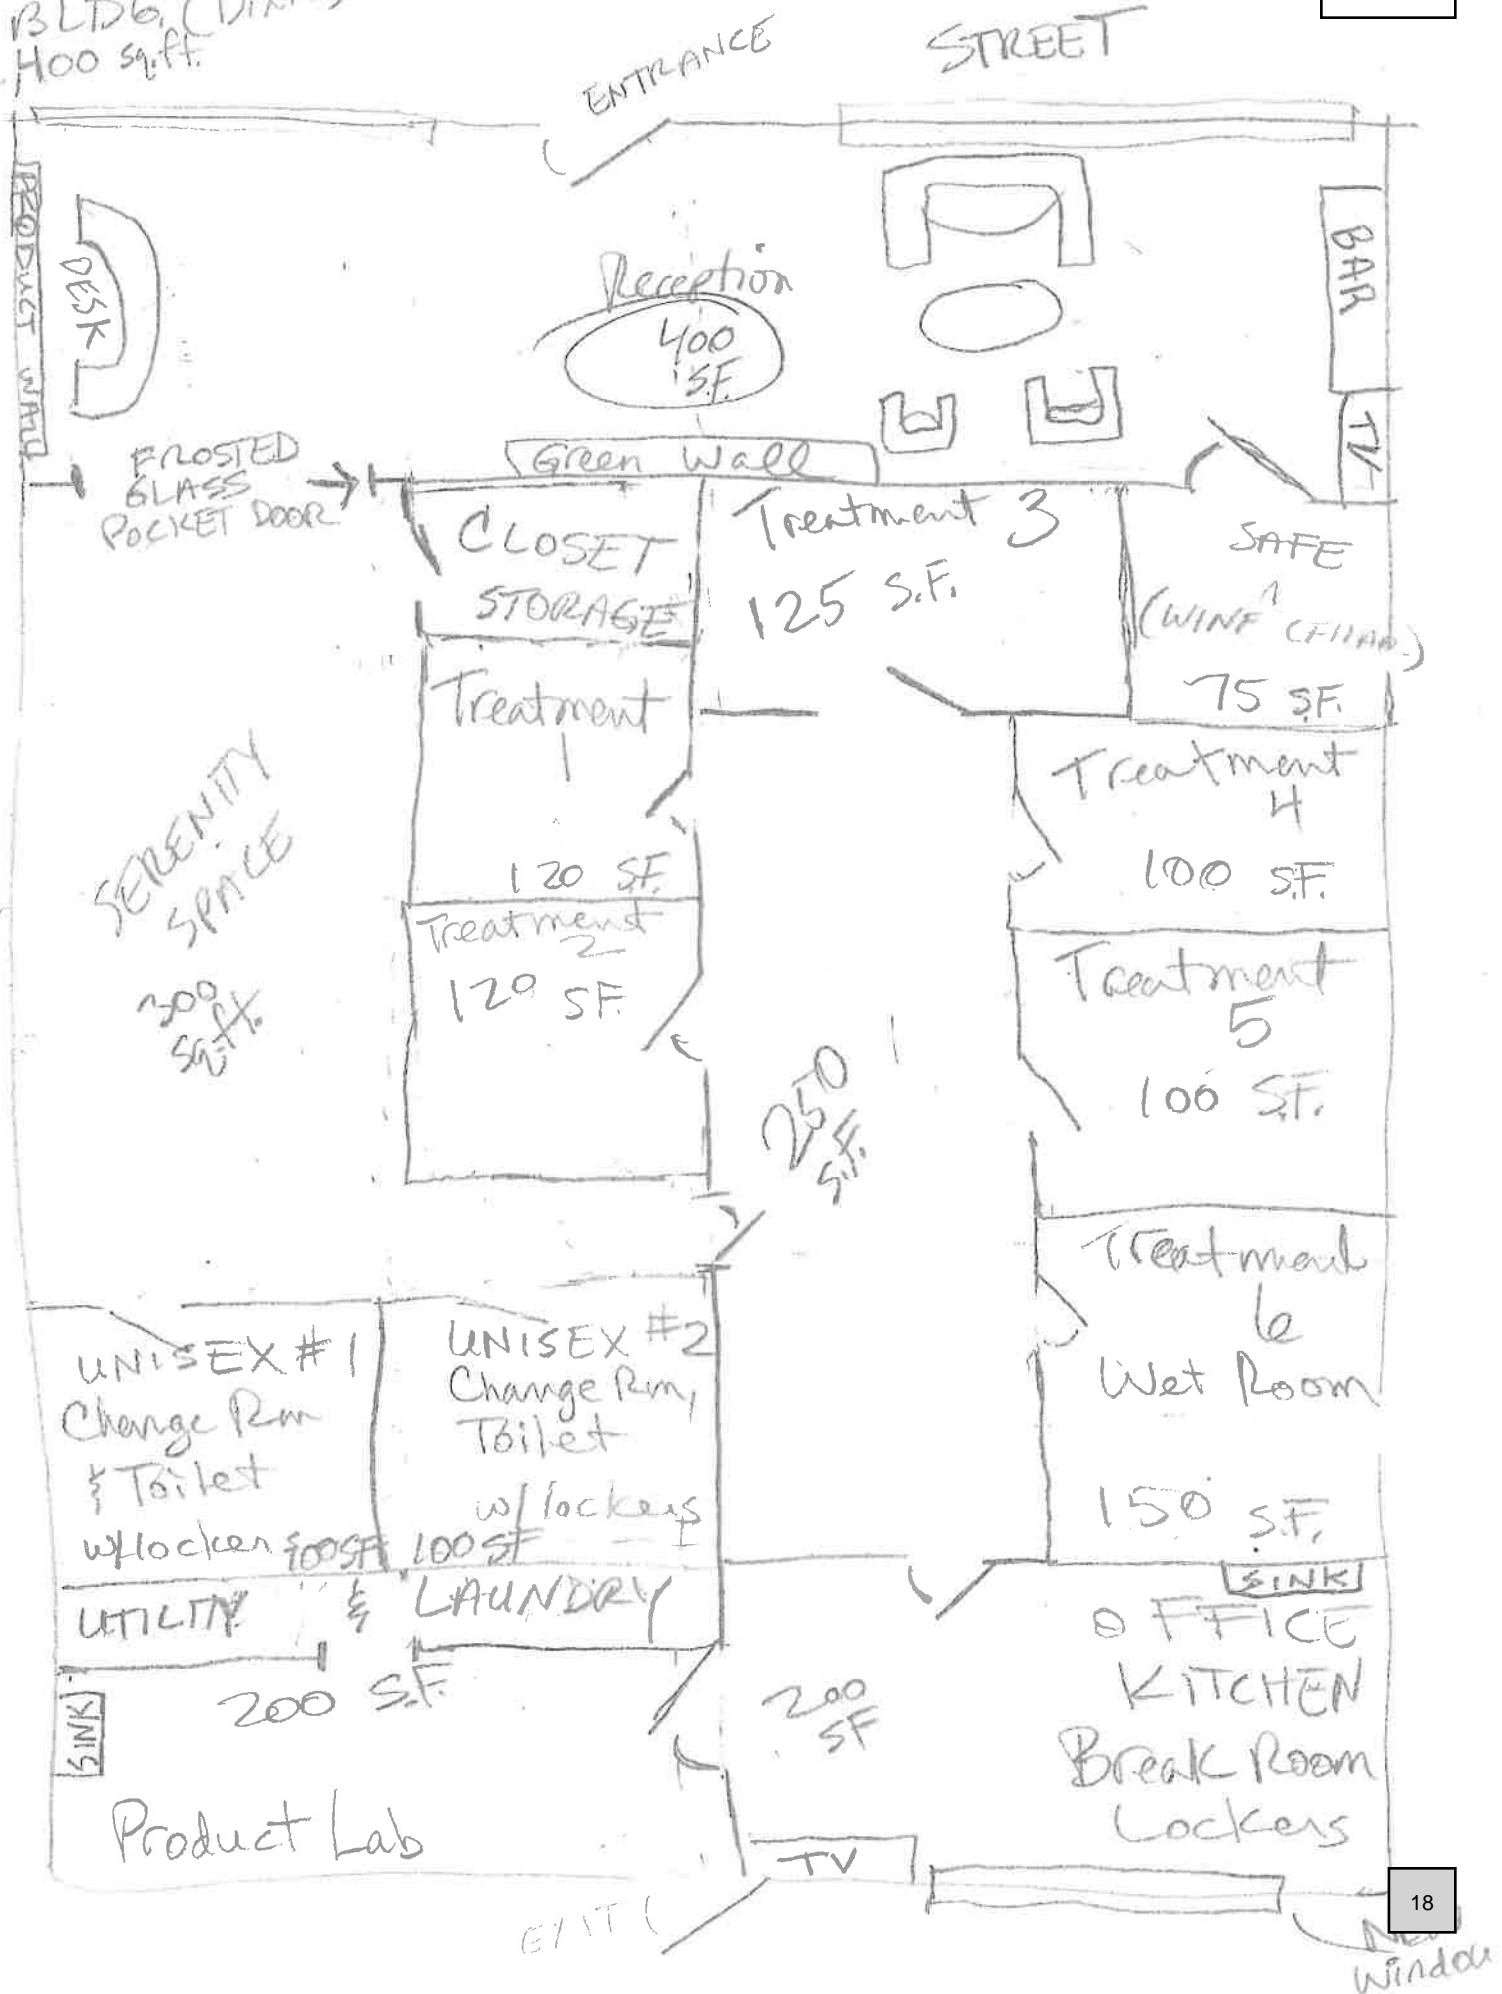 BLDG.
400 sq.ft.
ENTRANCE
STREET
PRODUCT WALL
DESK
Reception
400
S.F.
BAR
TV
Green Wall
FROSTED
GLASS
POCKET DOOR
CLOSET
STORAGE
Treatment 3
125 S.F.
SAFE
(WINE CELLAR)
75 SF.
Treatment
1
120 SF.
Treatment
4
100 S.F.
SERENITY
SPACE
300
sq.ft.
Treatment
2
120 SF.
Treatment
5
100 S.F.
250
S.F.
Treatment
6
Wet Room
150 S.F.
UNISEX #1
Change Rm
& Toilet
w/locker
100SF
UNISEX #2
Change Rm,
Toilet
w/lockers
100SF
UTILITY & LAUNDRY
SINK
200 S.F.
Product Lab
SINK
OFFICE
KITCHEN
Break Room
Lockers
200
SF
TV
EXIT
18
New
Window